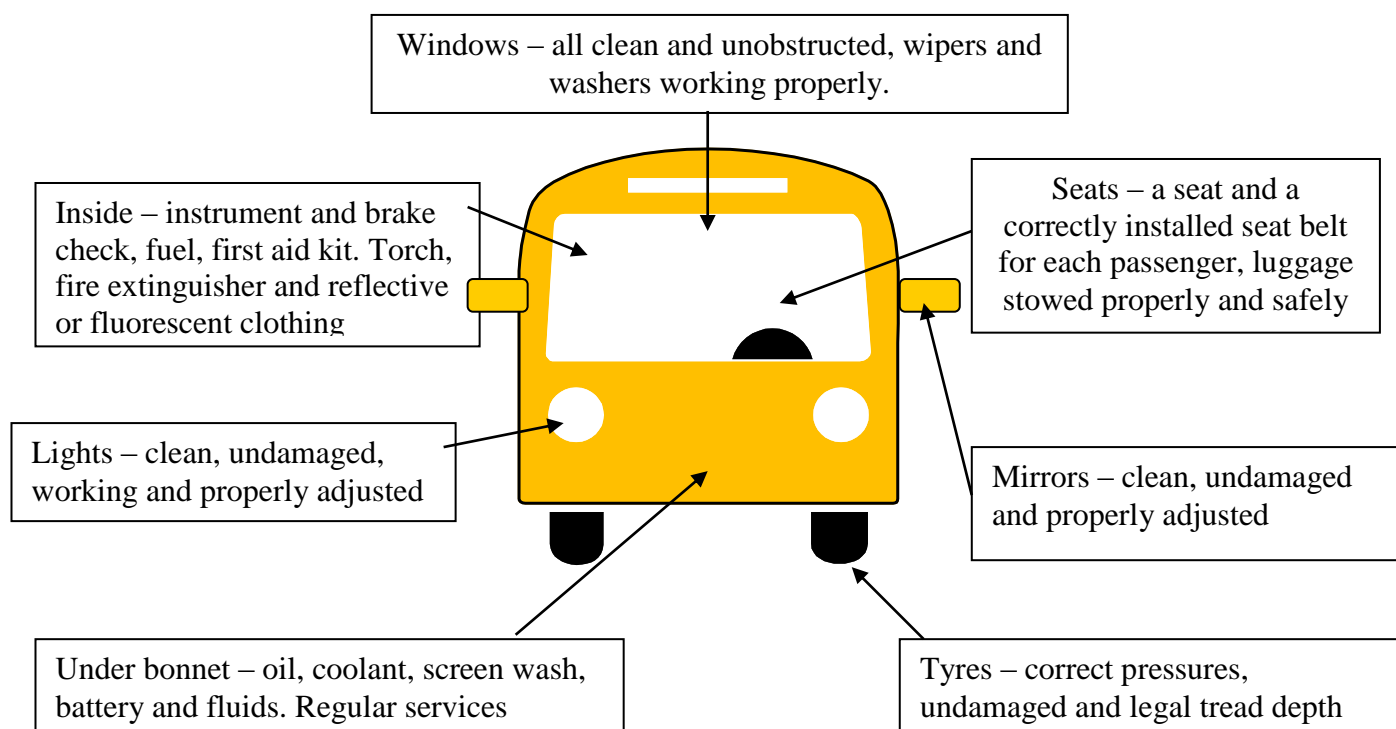 Windows – all clean and unobstructed, wipers and
washers working properly.
Inside – instrument and brake
check, fuel, first aid kit. Torch,
fire extinguisher and reflective
or fluorescent clothing
Seats – a seat and a
correctly installed seat belt
for each passenger, luggage
stowed properly and safely
Lights – clean, undamaged,
working and properly adjusted
Mirrors – clean, undamaged
and properly adjusted
Under bonnet – oil, coolant, screen wash,
battery and fluids. Regular services
Tyres – correct pressures,
undamaged and legal tread depth